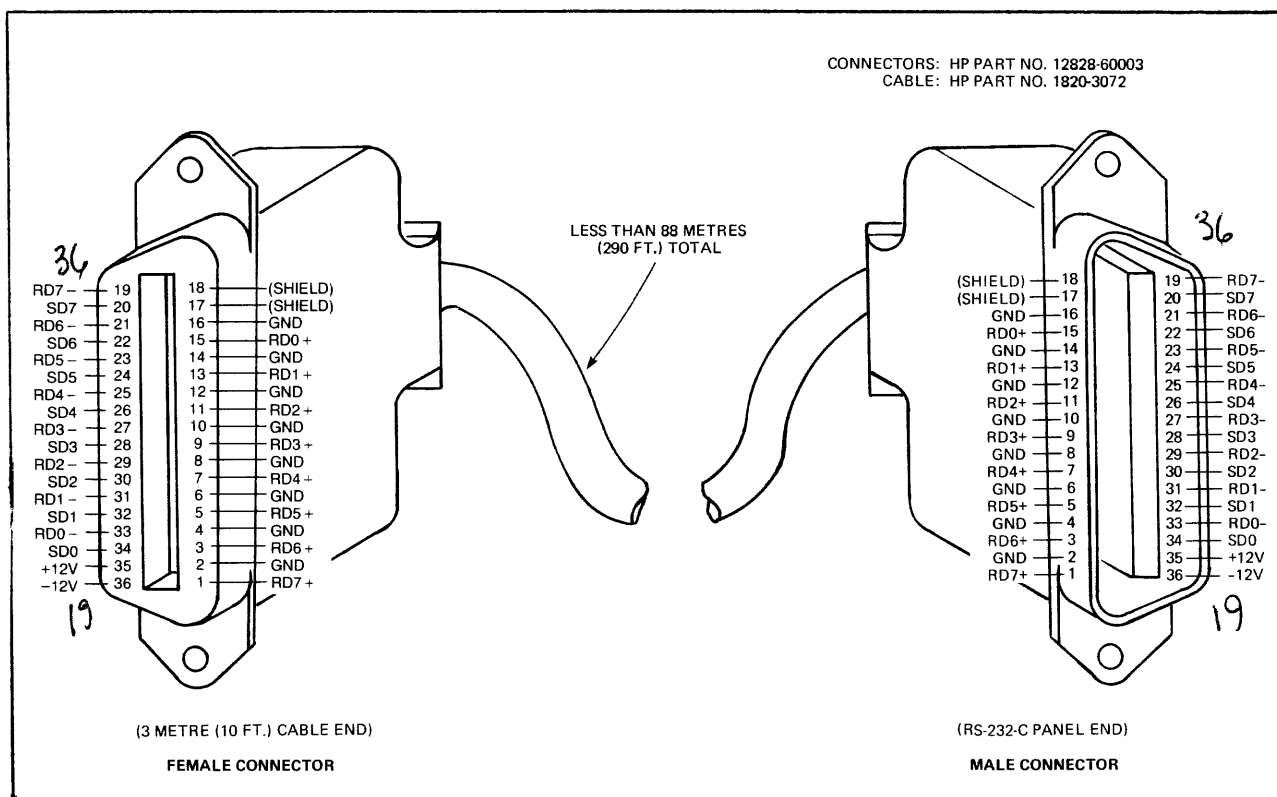 CONNECTORS: HP PART NO. 12828-60003
CABLE: HP PART NO. 1820-3072
LESS THAN 88 METRES
(290 FT.) TOTAL
36
RD7- 19 18 (SHIELD)
SD7 20 17 (SHIELD)
RD6- 21 16 GND
SD6 22 15 RD0+
RD5- 23 14 GND
SD5 24 13 RD1+
RD4- 25 12 GND
SD4 26 11 RD2+
RD3- 27 10 GND
SD3 28 9 RD3+
RD2- 29 8 GND
SD2 30 7 RD4+
RD1- 31 6 GND
SD1 32 5 RD5+
RD0- 33 4 GND
SD0 34 3 RD6+
+12V 35 2 GND
-12V 36 1 RD7+
19
(3 METRE (10 FT.) CABLE END)
FEMALE CONNECTOR
36
(SHIELD) 18 19 RD7-
(SHIELD) 17 20 SD7
GND 16 21 RD6-
RD0+ 15 22 SD6
GND 14 23 RD5-
RD1+ 13 24 SD5
GND 12 25 RD4-
RD2+ 11 26 SD4
GND 10 27 RD3-
RD3+ 9 28 SD3
GND 8 29 RD2-
RD4+ 7 30 SD2
GND 6 31 RD1-
RD5+ 5 32 SD1
GND 4 33 RD0-
RD6+ 3 34 SD0
GND 2 35 +12V
RD7+ 1 36 -12V
19
(RS-232-C PANEL END)
MALE CONNECTOR